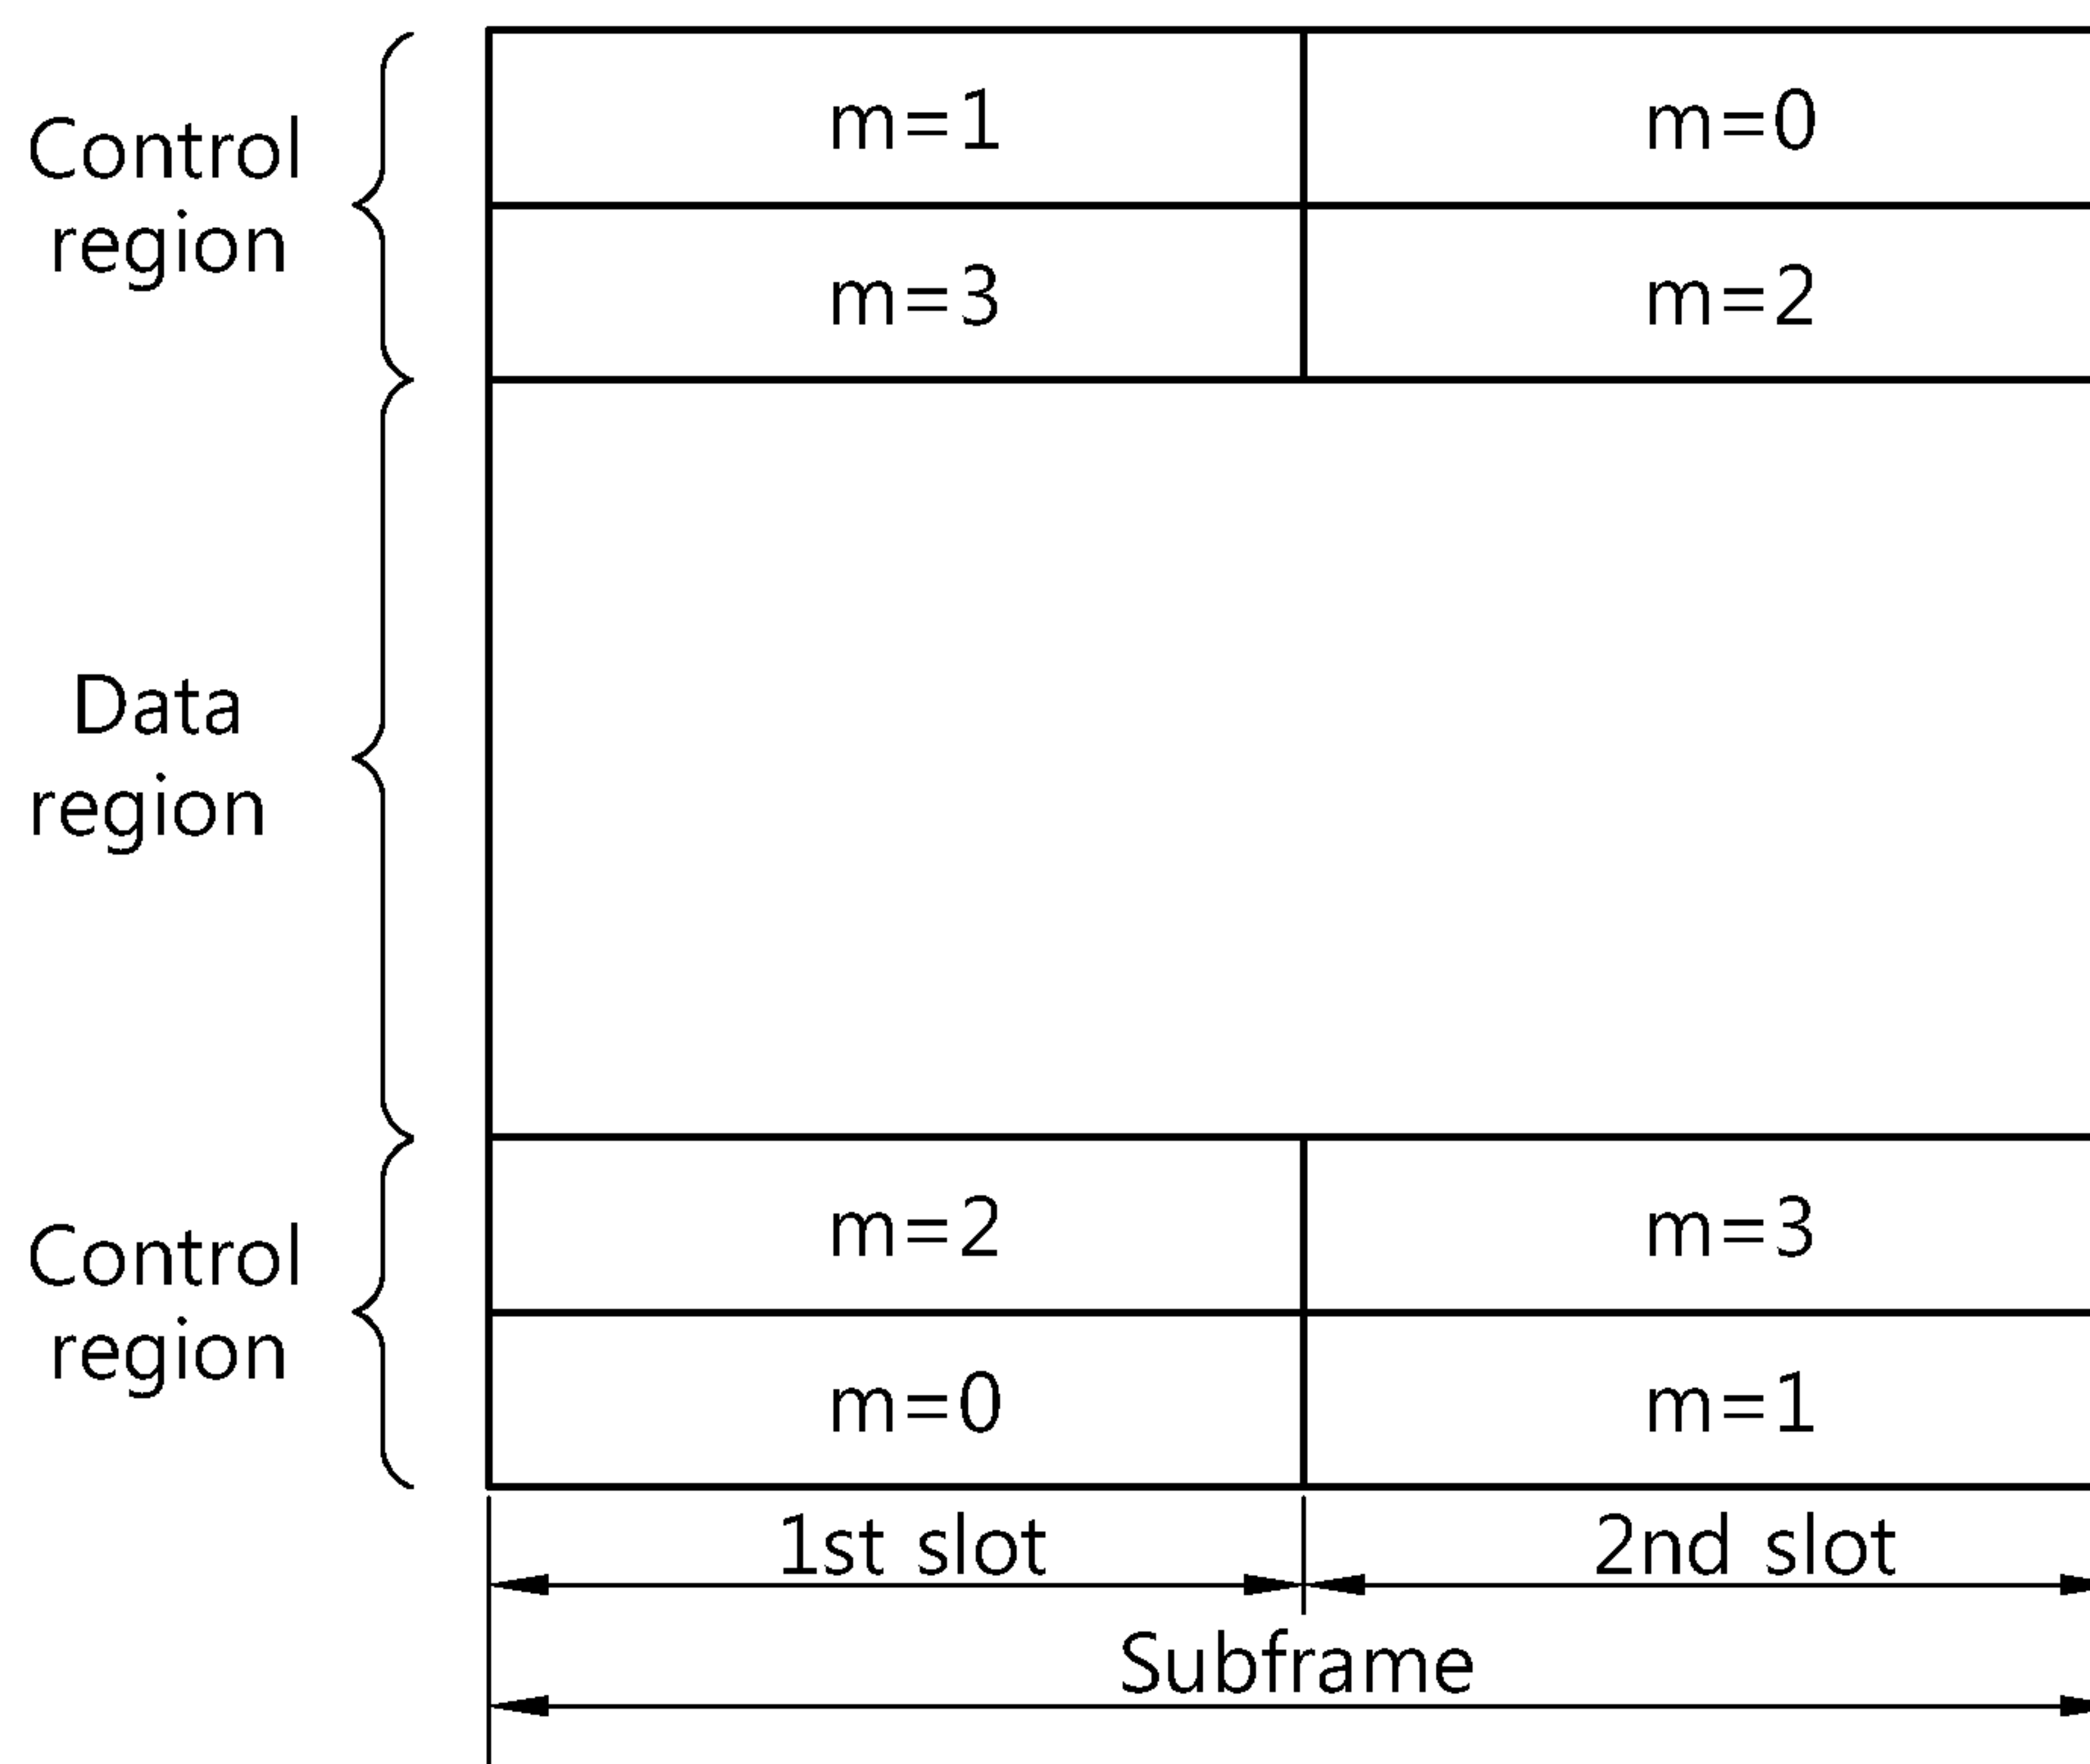 m=1 m=0
Control
region
m=3 m=2
Data
region
m=2 m=3
Control
region
m=0 m=1
1st slot 2nd slot
Subframe